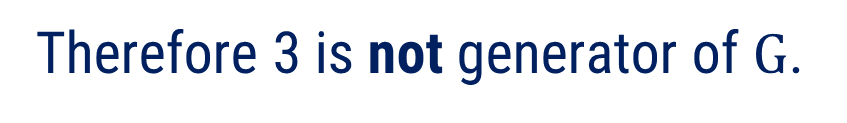 Therefore 3 is not generator of G.